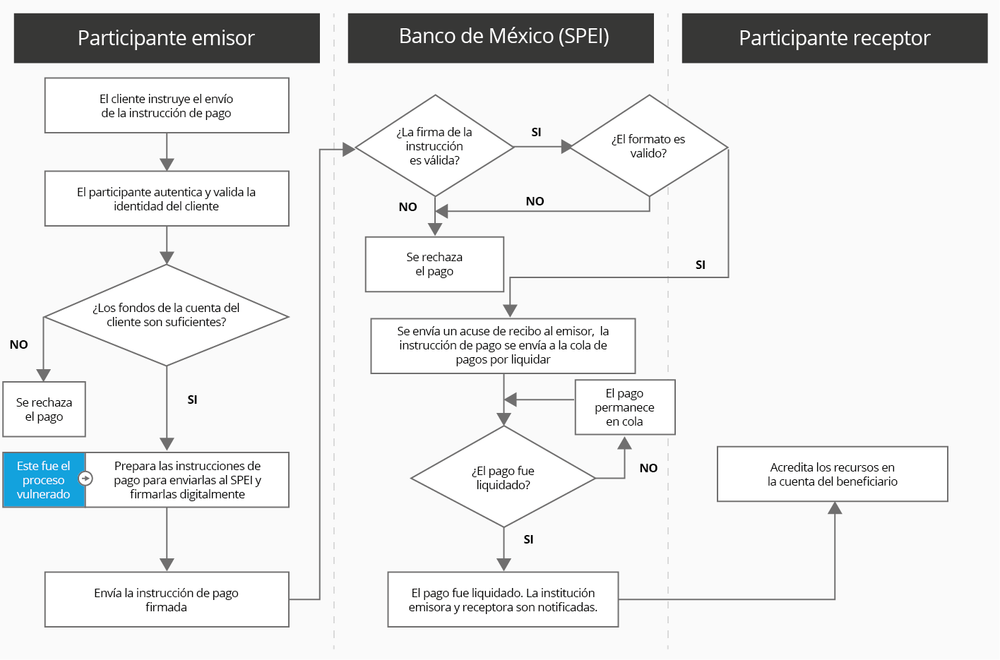 Participante emisor
Banco de México (SPEI)
Participante receptor
El cliente instruye el envío
de la instrucción de pago
El participante autentica y valida la
identidad del cliente
¿Los fondos de la cuenta del
cliente son suficientes?
NO
Se rechaza
el pago
SI
Este fue el
proceso
vulnerado
Prepara las instrucciones de
pago para enviarlas al SPEI y
firmarlas digitalmente
Envía la instrucción de pago
firmada
¿La firma de la
instrucción
es válida?
SI
¿El formato es
valido?
NO
NO
Se rechaza
el pago
SI
Se envía un acuse de recibo al emisor, la
instrucción de pago se envía a la cola de
pagos por liquidar
El pago
permanece
en cola
¿El pago fue
liquidado?
NO
SI
El pago fue liquidado. La institución
emisora y receptora son notificadas.
Acredita los recursos en
la cuenta del beneficiario